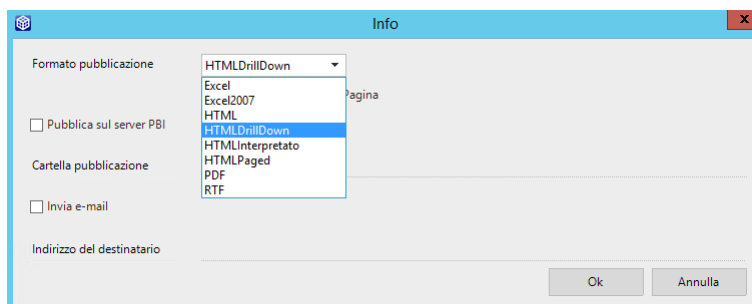 Info
x
Formato pubblicazione
HTMLDrillDown
Excel
Excel2007
Pagina
HTML
Pubblica sul server PBI
HTMLDrillDown
HTMLInterpretato
HTMLPaged
Cartella pubblicazione
PDF
RTF
Invia e-mail
Indirizzo del destinatario
Ok
Annulla